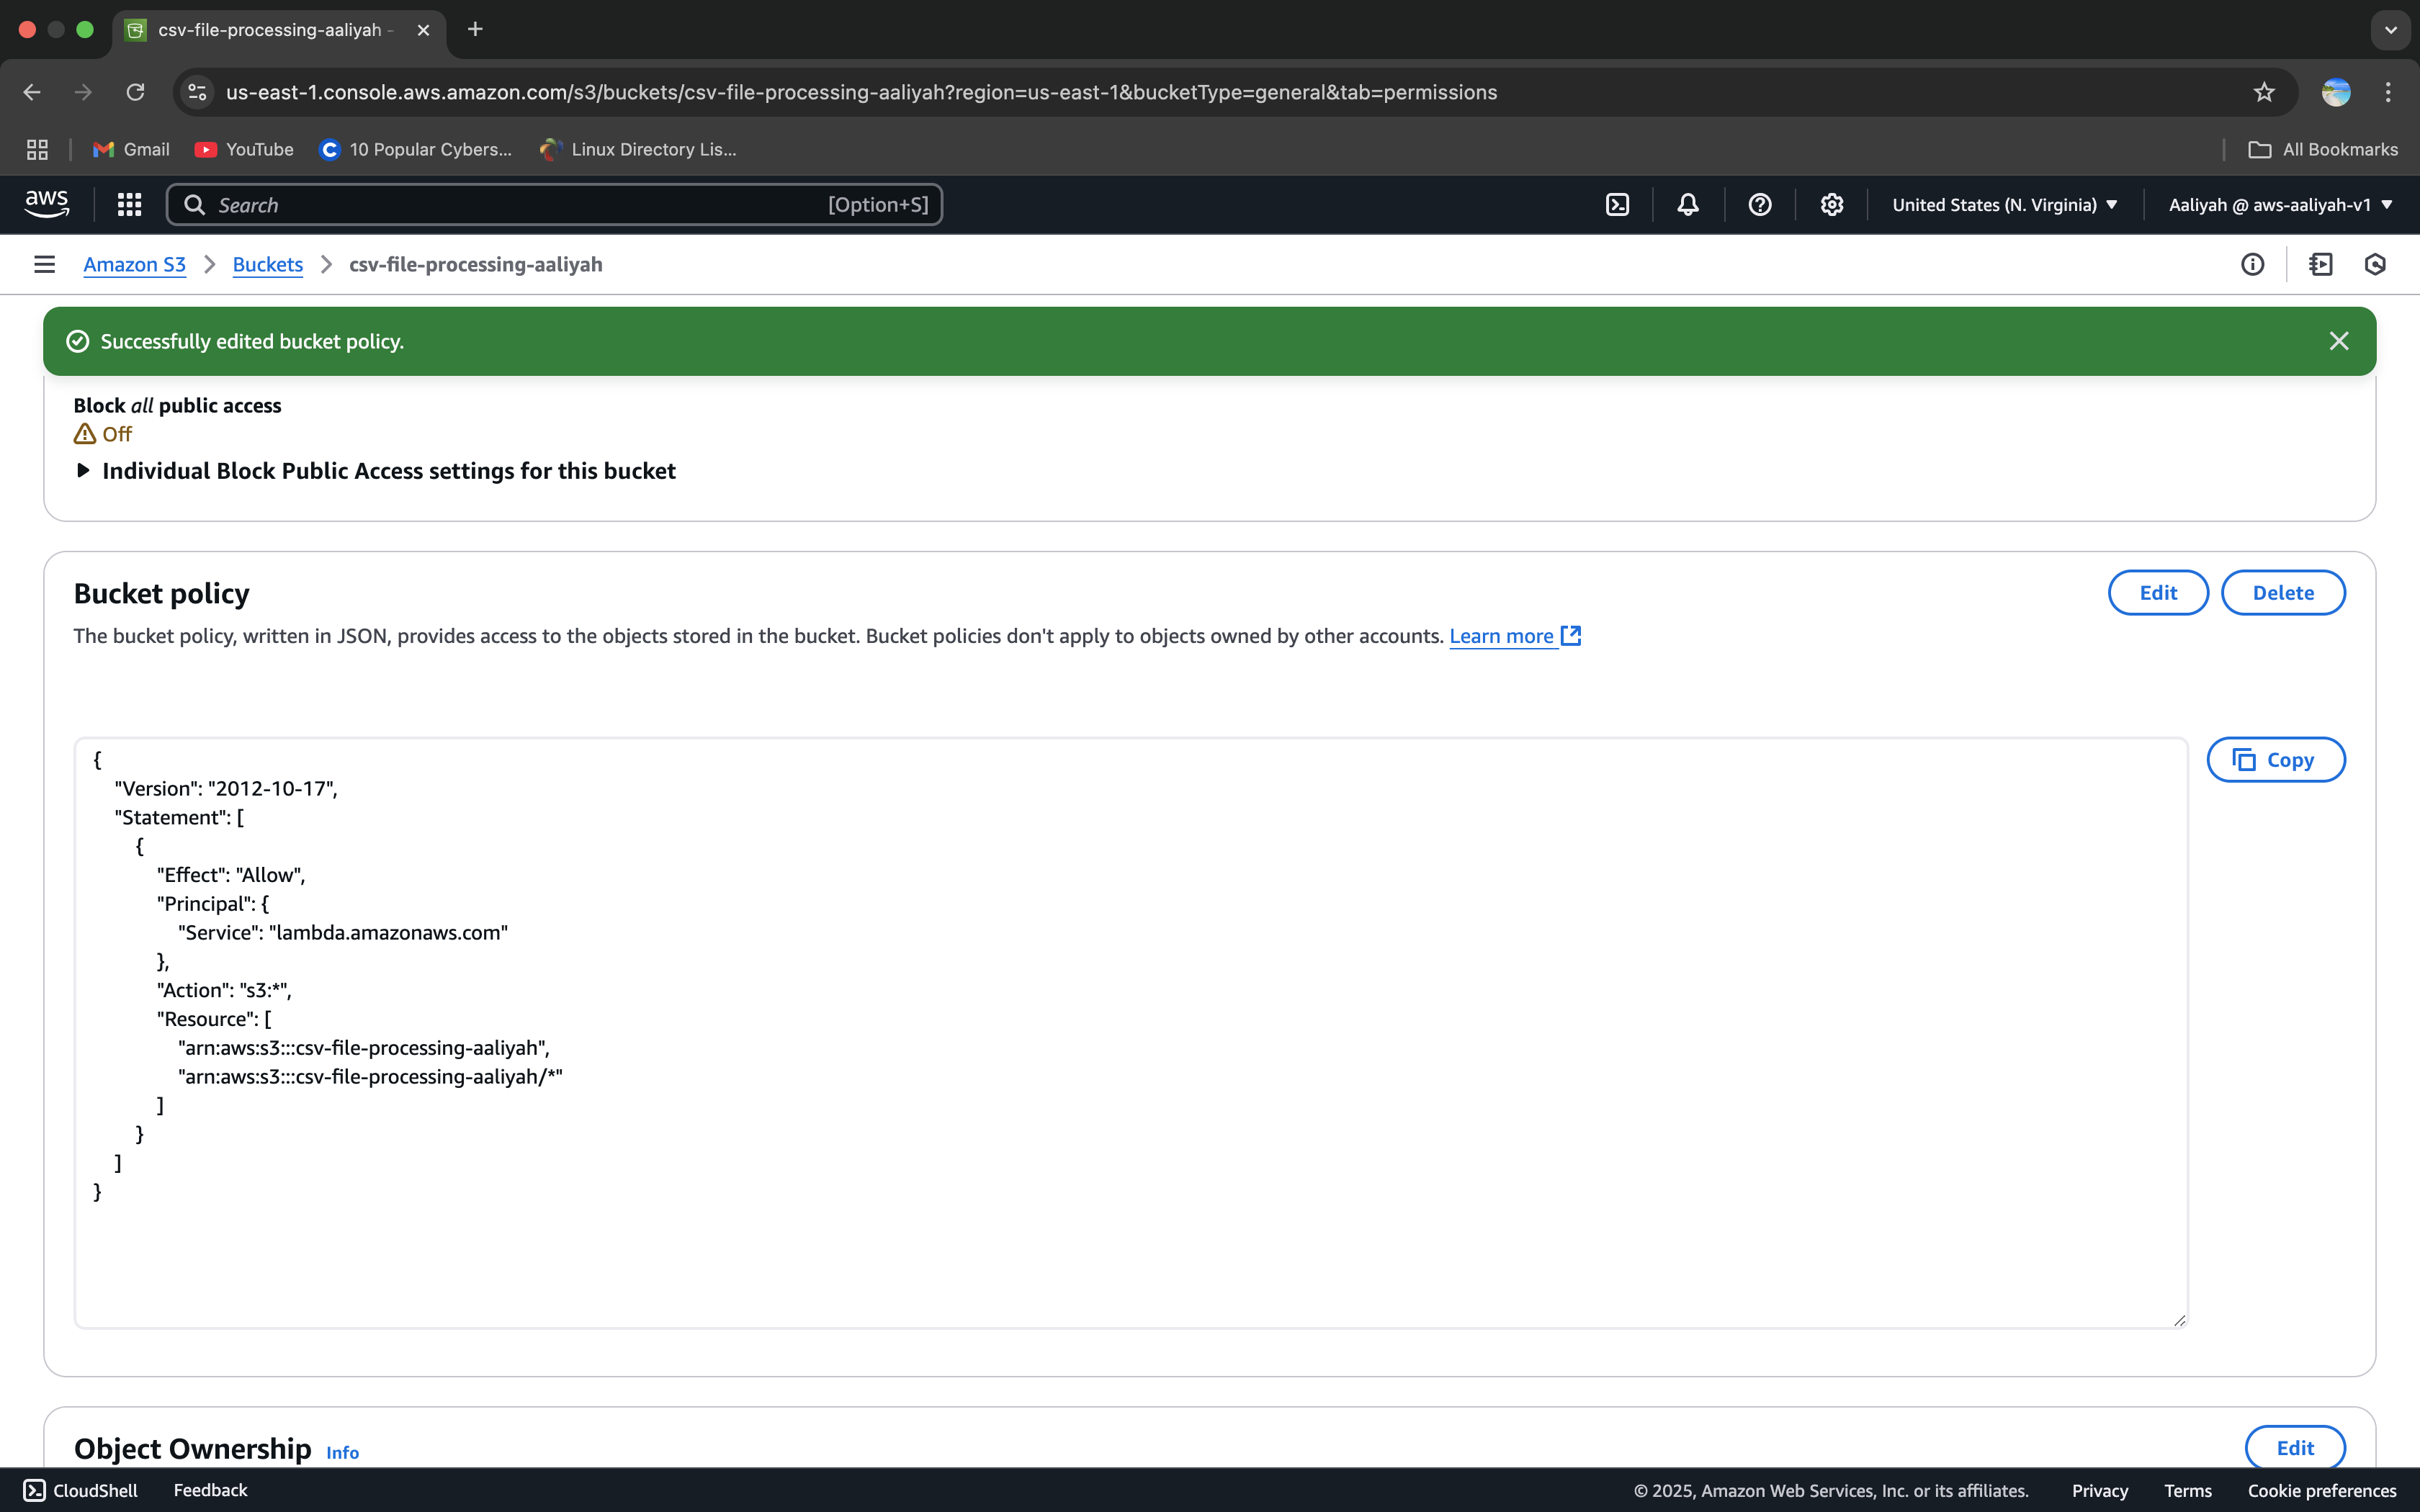 csv-file-processing-aaliyah -
us-east-1.console.aws.amazon.com/s3/buckets/csv-file-processing-aaliyah?region=us-east-1&bucketType=general&tab=permissions
Gmail
YouTube
10 Popular Cybers...
Linux Directory Lis...
All Bookmarks
aws
Search
[Option+S]
United States (N. Virginia)
Aaliyah @ aws-aaliyah-v1
Amazon S3
Buckets
csv-file-processing-aaliyah
Successfully edited bucket policy.
Block all public access
Off
Individual Block Public Access settings for this bucket
Bucket policy
Edit
Delete
The bucket policy, written in JSON, provides access to the objects stored in the bucket. Bucket policies don't apply to objects owned by other accounts. Learn more
Copy
{
"Version": "2012-10-17",
"Statement": [
{
"Effect": "Allow",
"Principal": {
"Service": "lambda.amazonaws.com"
},
"Action": "s3:*",
"Resource": [
"arn:aws:s3:::csv-file-processing-aaliyah",
"arn:aws:s3:::csv-file-processing-aaliyah/*"
]
}
]
}
Object Ownership Info
Edit
CloudShell
Feedback
© 2025, Amazon Web Services, Inc. or its affiliates.
Privacy
Terms
Cookie preferences